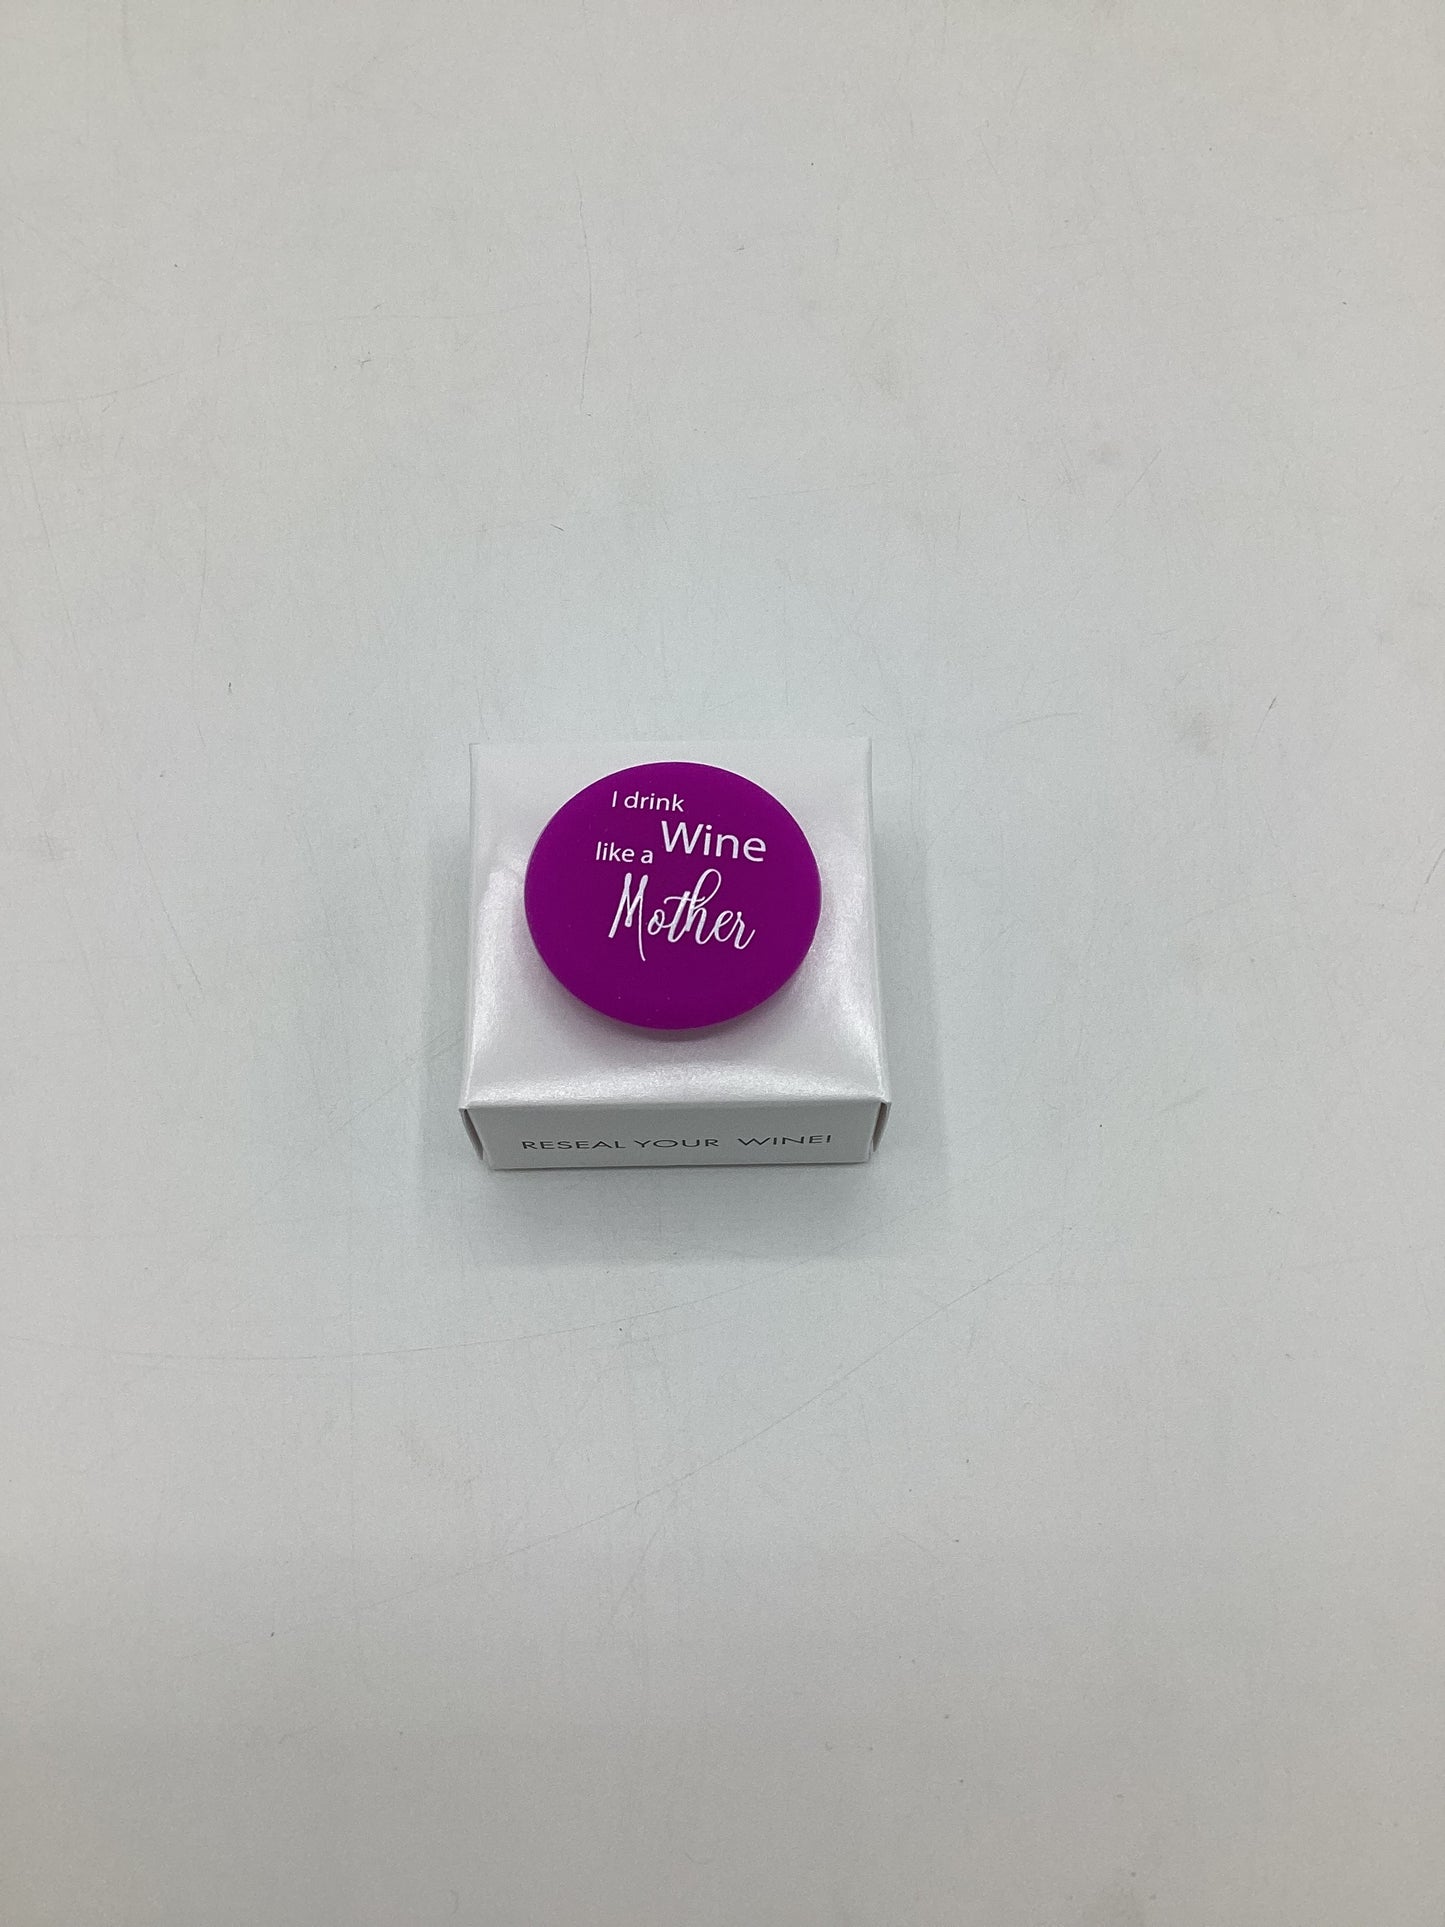 I drink
Wine
like a
Mother
RESEAL YOUR WINE!